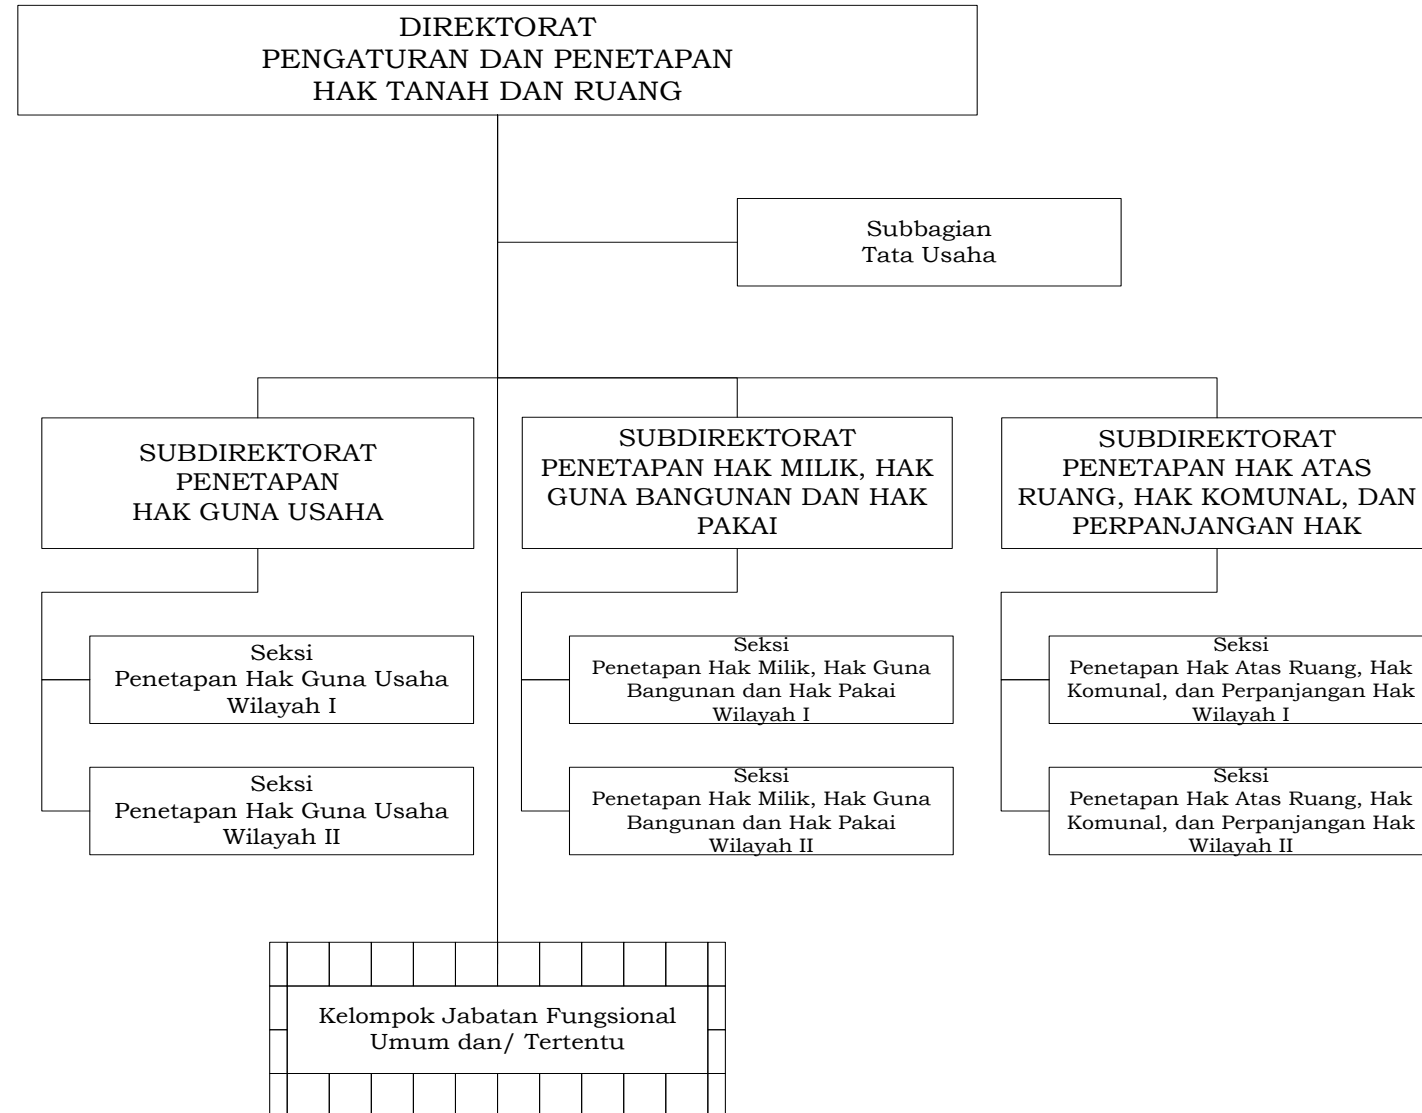 DIREKTORAT
PENGATURAN DAN PENETAPAN
HAK TANAH DAN RUANG
Subbagian
Tata Usaha
SUBDIREKTORAT
PENETAPAN
HAK GUNA USAHA
SUBDIREKTORAT
PENETAPAN HAK MILIK, HAK
GUNA BANGUNAN DAN HAK
PAKAI
SUBDIREKTORAT
PENETAPAN HAK ATAS
RUANG, HAK KOMUNAL, DAN
PERPANJANGAN HAK
Seksi
Penetapan Hak Guna Usaha
Wilayah I
Seksi
Penetapan Hak Milik, Hak Guna
Bangunan dan Hak Pakai
Wilayah I
Seksi
Penetapan Hak Atas Ruang, Hak
Komunal, dan Perpanjangan Hak
Wilayah I
Seksi
Penetapan Hak Guna Usaha
Wilayah II
Seksi
Penetapan Hak Milik, Hak Guna
Bangunan dan Hak Pakai
Wilayah II
Seksi
Penetapan Hak Atas Ruang, Hak
Komunal, dan Perpanjangan Hak
Wilayah II
Kelompok Jabatan Fungsional
Umum dan/ Tertentu